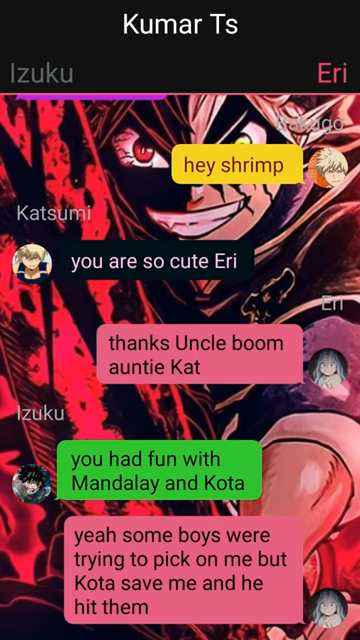 Kumar Ts
Izuku
Eri
Bakugo
hey shrimp
Katsumi
you are so cute Eri
Eri
thanks Uncle boom
auntie Kat
Izuku
you had fun with
Mandalay and Kota
yeah some boys were
trying to pick on me but
Kota save me and he
hit them